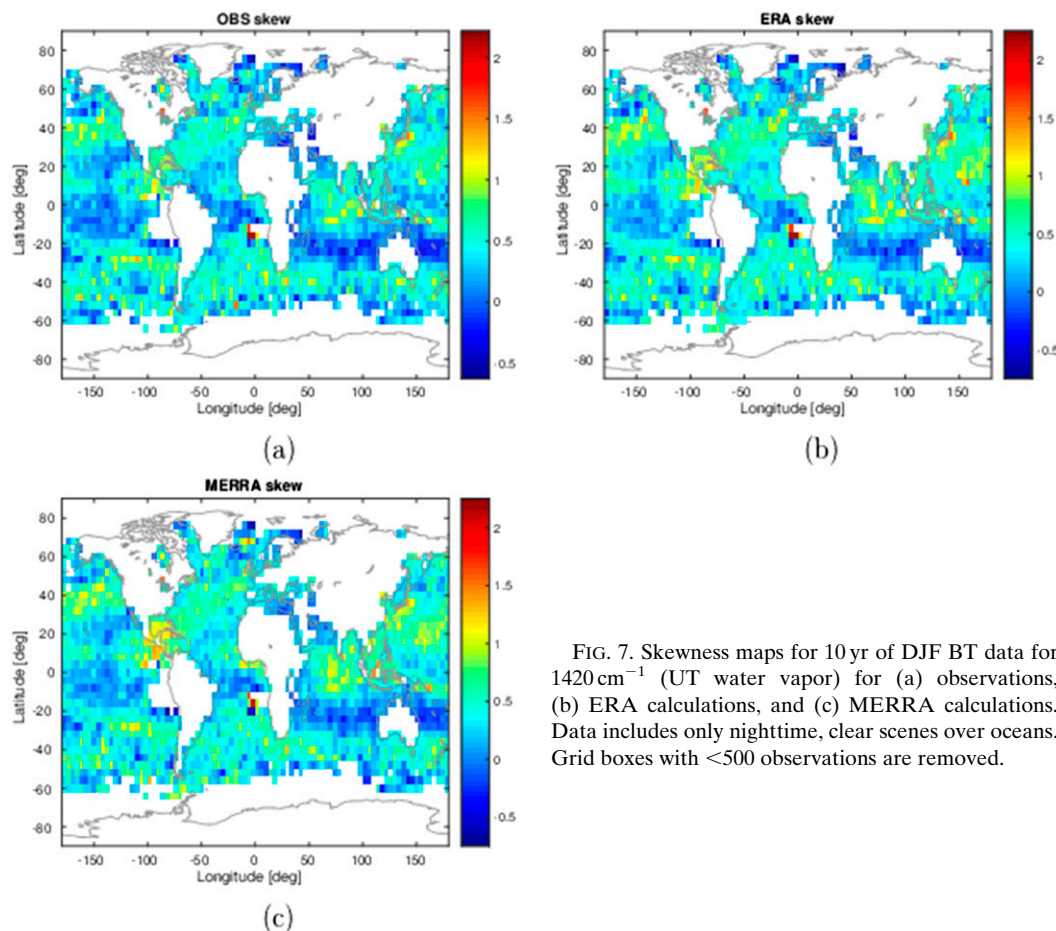 OBS skew
80
60
40
20
0
-20
-40
-60
-80
Latitude [deg]
-150 -100 -50 0 50 100 150
Longitude [deg]
2
1.5
1
0.5
0
-0.5
(a)
ERA skew
80
60
40
20
0
-20
-40
-60
-80
Latitude [deg]
-150 -100 -50 0 50 100 150
Longitude [deg]
2
1.5
1
0.5
0
-0.5
(b)
MERRA skew
80
60
40
20
0
-20
-40
-60
-80
Latitude [deg]
-150 -100 -50 0 50 100 150
Longitude [deg]
2
1.5
1
0.5
0
-0.5
(c)
FIG. 7. Skewness maps for 10 yr of DJF BT data for
1420 cm⁻¹ (UT water vapor) for (a) observations,
(b) ERA calculations, and (c) MERRA calculations.
Data includes only nighttime, clear scenes over oceans.
Grid boxes with <500 observations are removed.